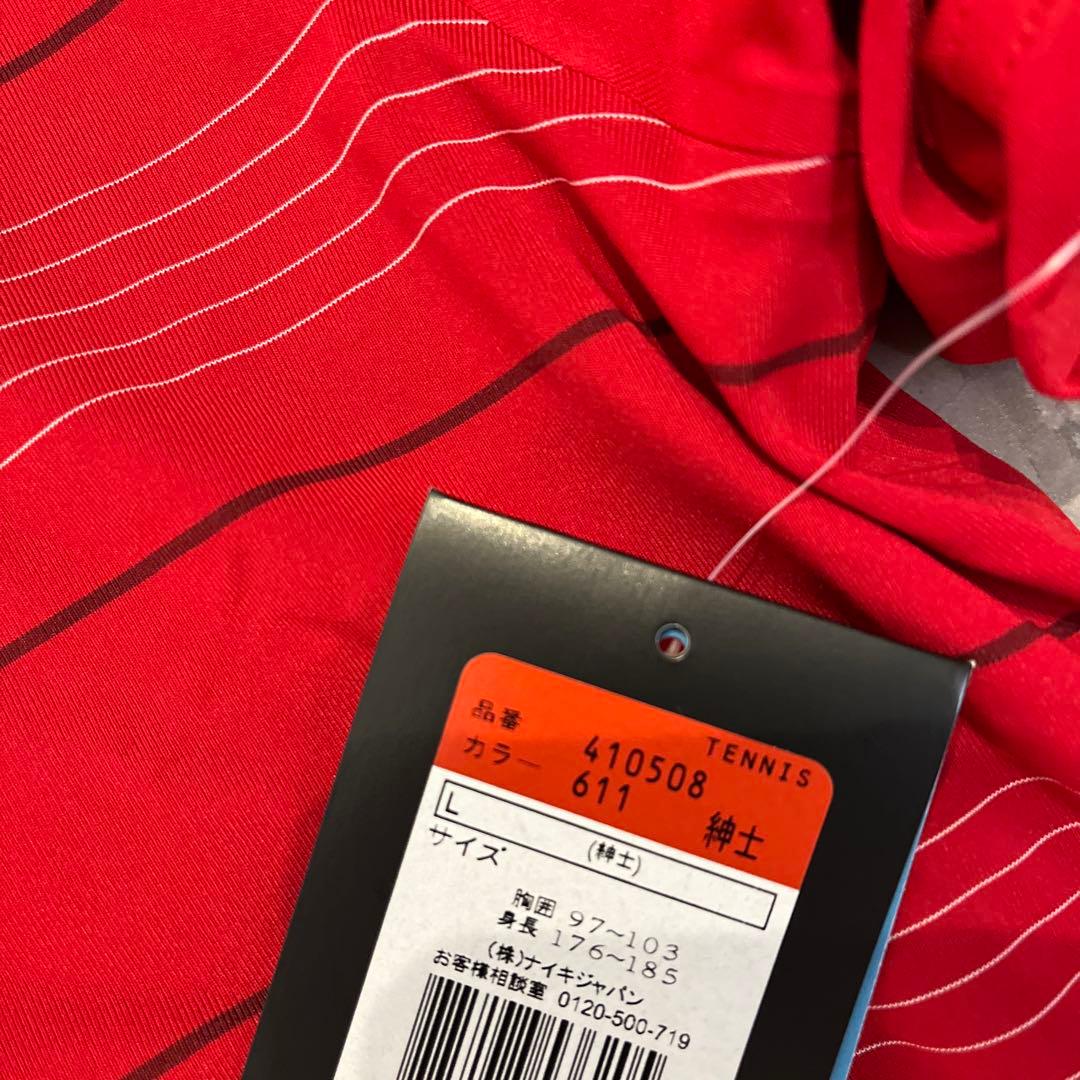 TENNIS
品番 410508
カラー 611 紳士
L
サイズ (紳士)
胸囲 97～103
身長 176～185
(株)ナイキジャパン
お客様相談室 0120-500-719